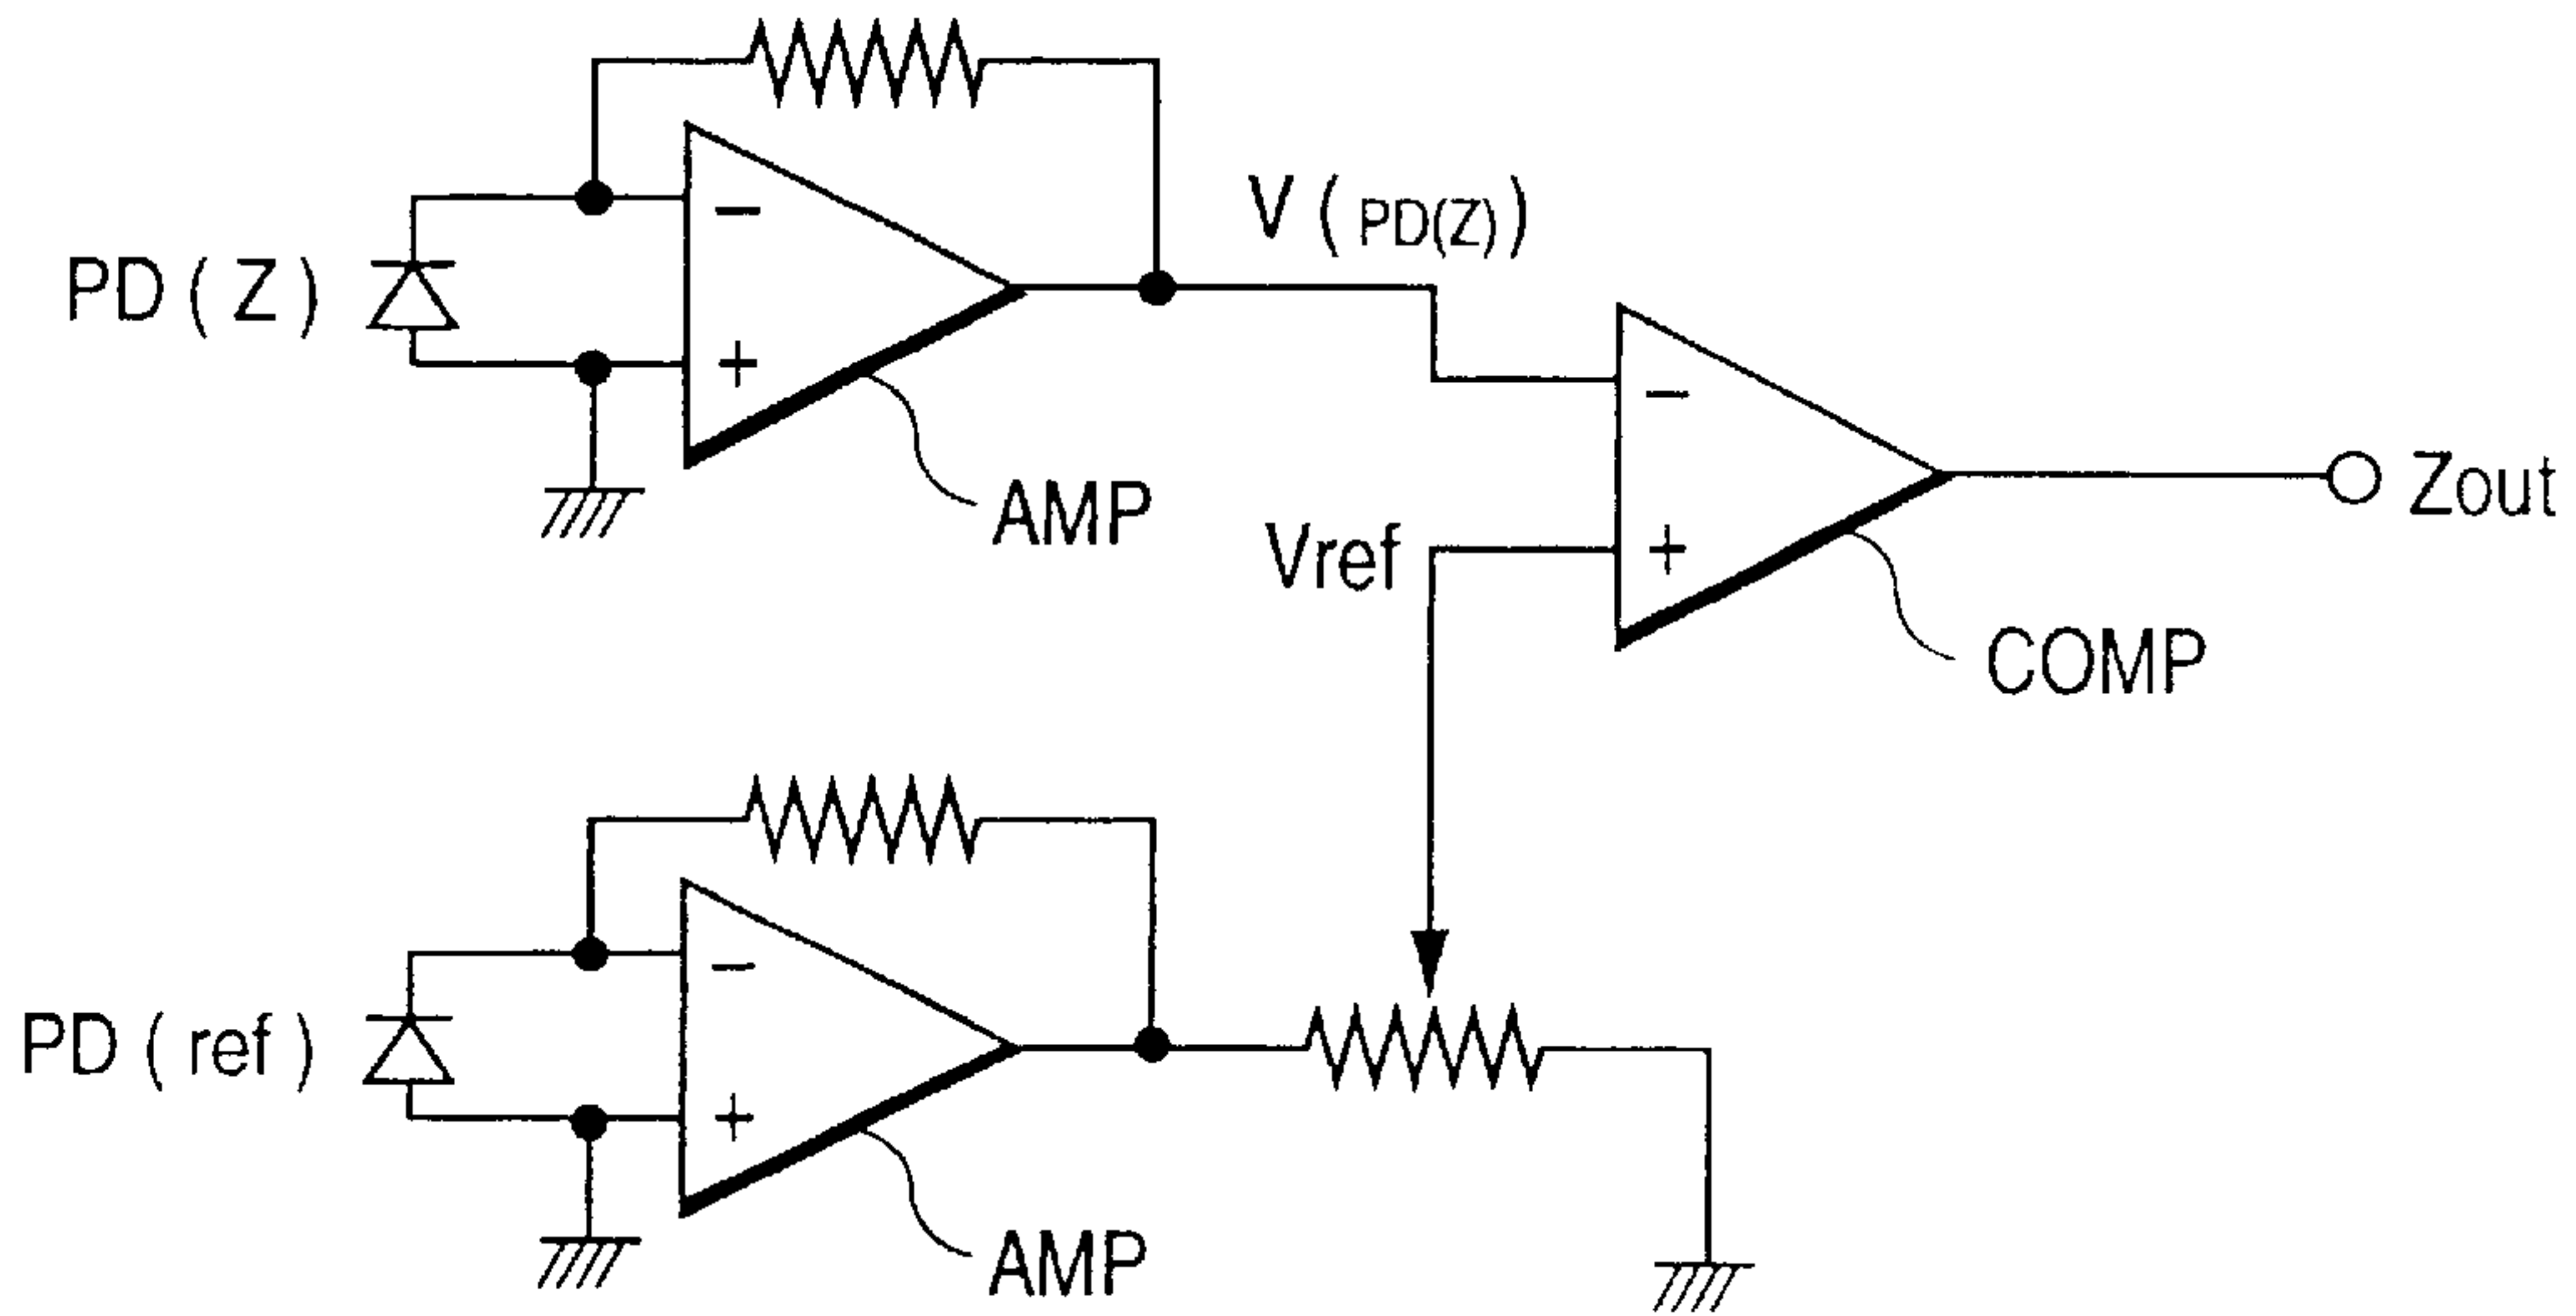 V ( PD(Z) )
−
PD ( Z )
+
−
AMP
Zout
Vref
+
COMP
−
PD ( ref )
+
AMP